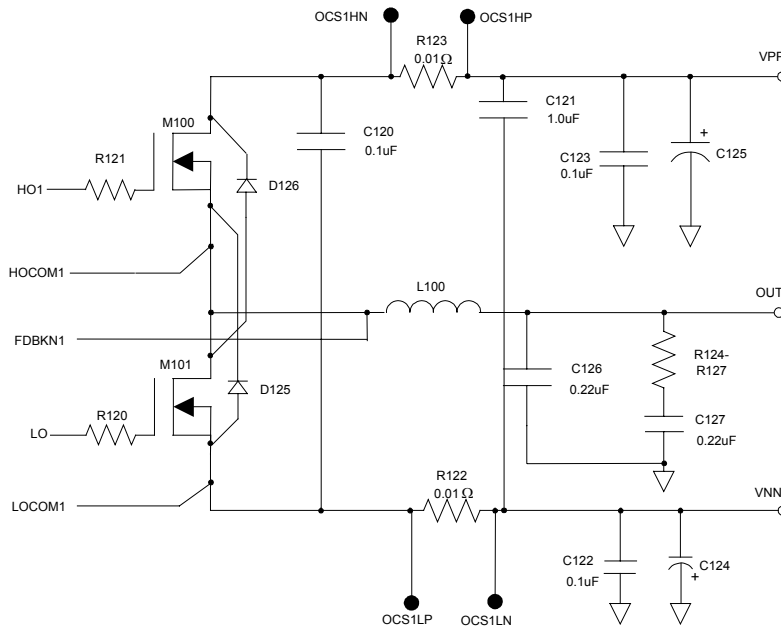 OCS1HN
OCS1HP
R123
0.01Ω
VPP
M100
C120
0.1uF
C121
1.0uF
C123
0.1uF
+
C125
R121
HO1
D126
HOCOM1
L100
OUT
FDBKN1
M101
R120
LO
D125
C126
0.22uF
R124-
R127
C127
0.22uF
LOCOM1
R122
0.01Ω
VNN
C122
0.1uF
C124
+
OCS1LP
OCS1LN